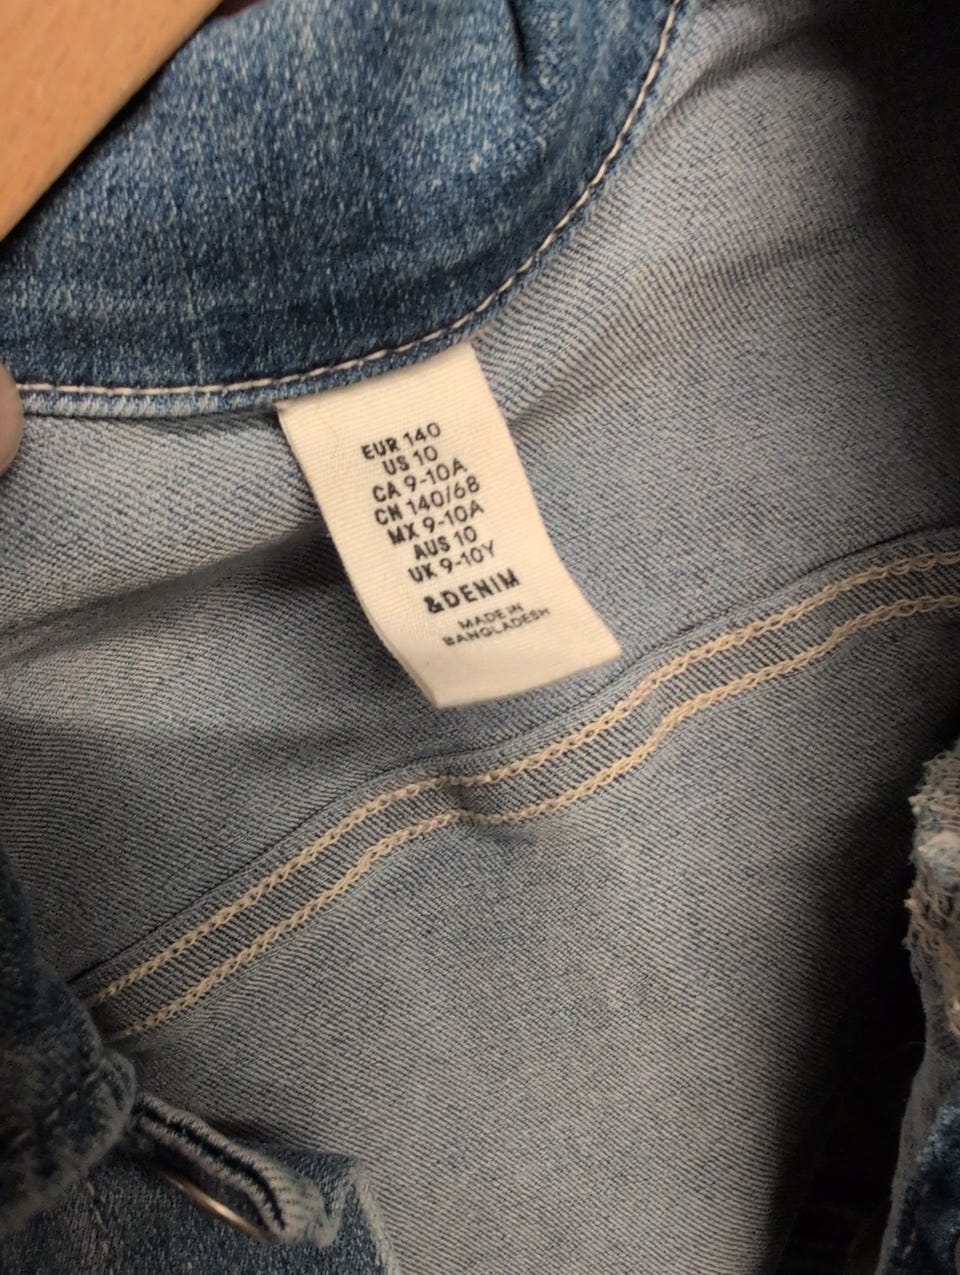 EUR 140
US 10
CA 9-10A
CN 140/68
MX 9-10A
AUS 10
UK 9-10Y
&DENIM
MADE IN
BANGLADESH